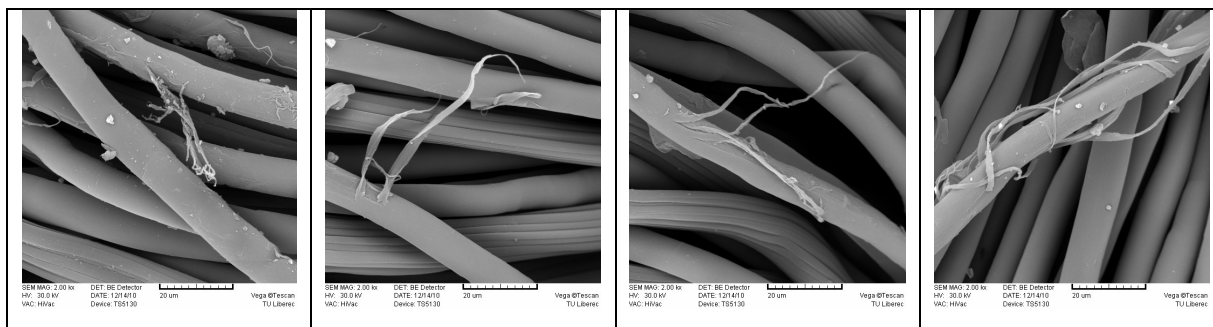 SEM MAG: 2.00 kx DET: BE Detector
HV: 30.0 kV DATE: 12/14/10 20 um Vega ©Tescan
VAC: HiVac Device: TS5130 TU Liberec
SEM MAG: 2.00 kx DET: BE Detector
HV: 30.0 kV DATE: 12/14/10 20 um Vega ©Tescan
VAC: HiVac Device: TS5130 TU Liberec
SEM MAG: 2.00 kx DET: BE Detector
HV: 30.0 kV DATE: 12/14/10 20 um Vega ©Tescan
VAC: HiVac Device: TS5130 TU Liberec
SEM MAG: 2.00 kx DET: BE Detector
HV: 30.0 kV DATE: 12/14/10 20 um Vega ©Tescan
VAC: HiVac Device: TS5130 TU Liberec